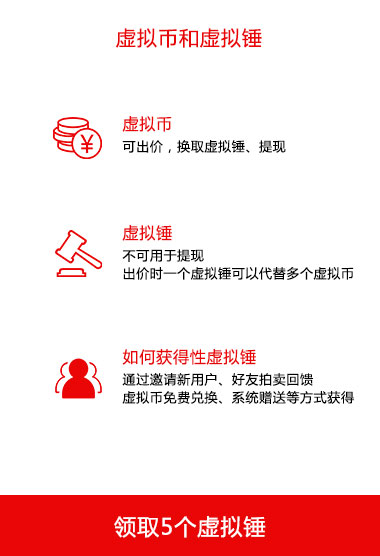 虚拟币和虚拟锤
虚拟币
¥
可出价，换取虚拟锤、提现
虚拟锤
不可用于提现
出价时一个虚拟锤可以代替多个虚拟币
如何获得性虚拟锤
通过邀请新用户、好友拍卖回馈
虚拟币免费兑换、系统赠送等方式获得
领取5个虚拟锤